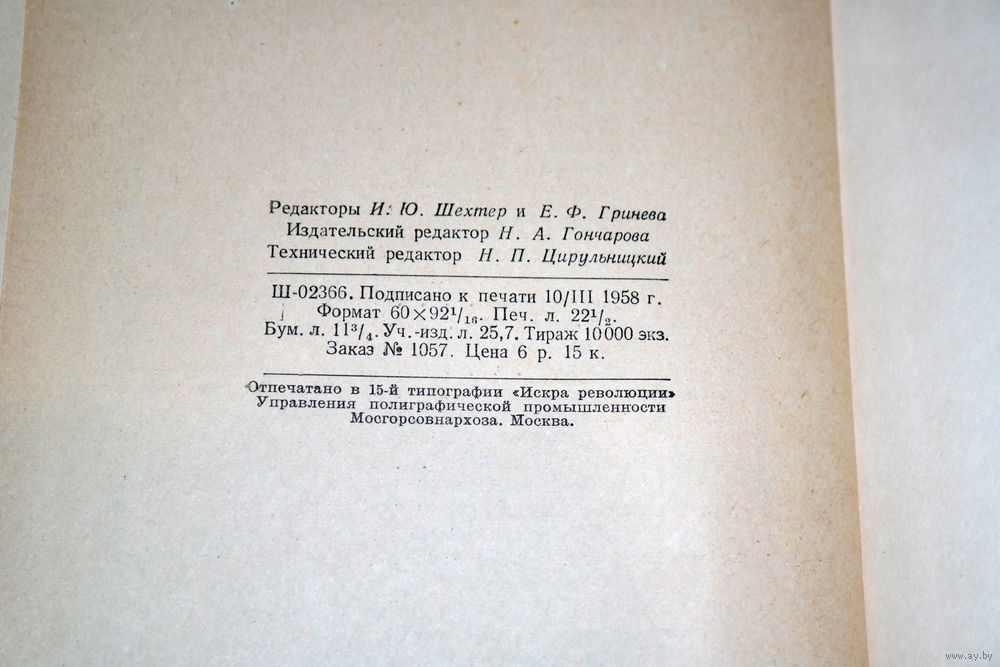 Редакторы И. Ю. Шехтер и Е. Ф. Гринева
Издательский редактор Н. А. Гончарова
Технический редактор Н. П. Цирульницкий
Ш-02366. Подписано к печати 10/III 1958 г.
Формат 60×92¹/₁₆. Печ. л. 22¹/₂.
Бум. л. 11³/₄. Уч.-изд. л. 25,7. Тираж 10000 экз.
Заказ № 1057. Цена 6 р. 15 к.
Отпечатано в 15-й типографии «Искра революции»
Управления полиграфической промышленности
Мосгорсовнархоза. Москва.
www.ay.by